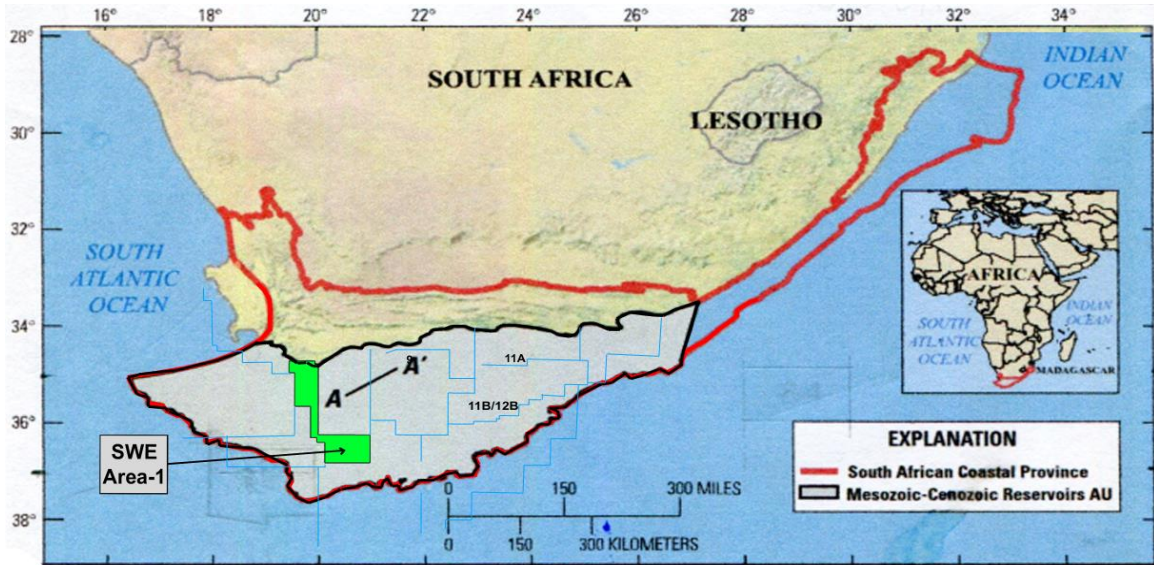 18° 20° 22° 24° 26° 28° 30° 32° 34°
28°
30°
32°
34°
36°
38°
SOUTH AFRICA
LESOTHO
INDIAN
OCEAN
SOUTH
ATLANTIC
OCEAN
9
11A
11B/12B
A
A′
SWE
Area-1
AFRICA
SOUTH
ATLANTIC
OCEAN
INDIAN
OCEAN
MADAGASCAR
EXPLANATION
South African Coastal Province
Mesozoic-Cenozoic Reservoirs AU
0 150 300 MILES
0 150 300 KILOMETERS